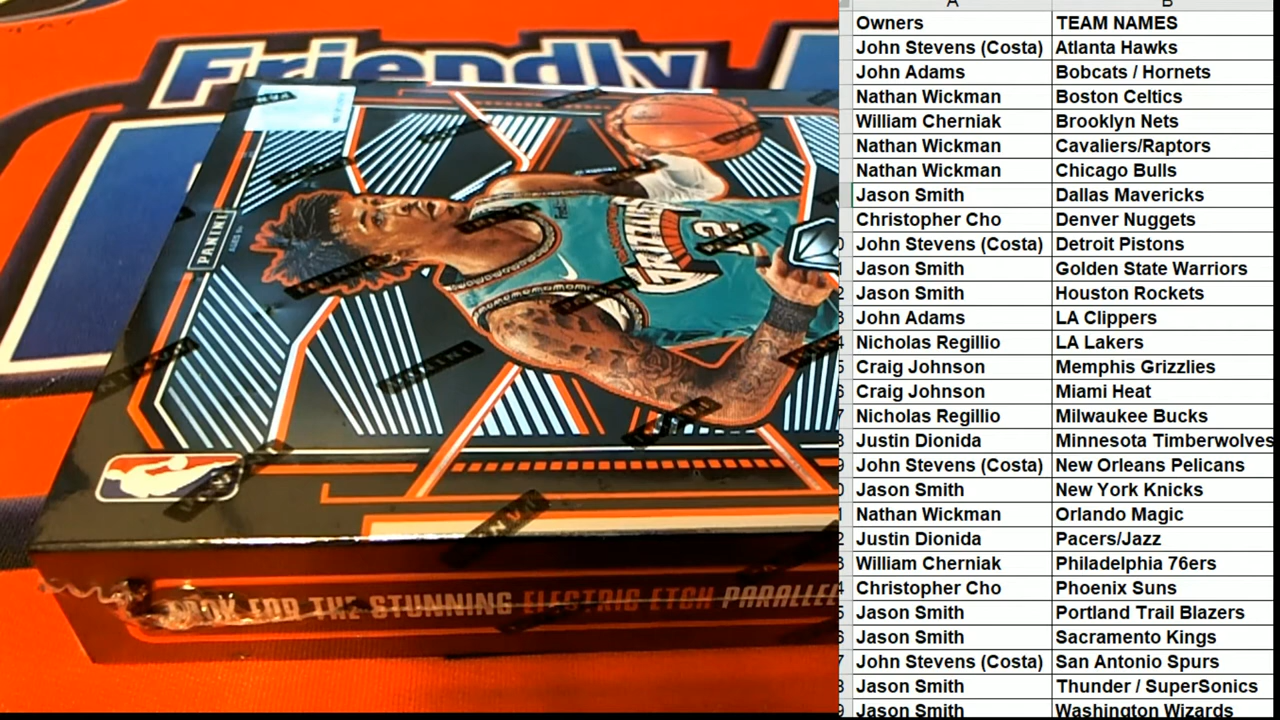 Friendly
PANINI
GRIZZLIES
12
LOOK FOR THE STUNNING ELECTRIC ETCH PARALLEL
A B
Owners TEAM NAMES
John Stevens (Costa) Atlanta Hawks
John Adams Bobcats / Hornets
Nathan Wickman Boston Celtics
William Cherniak Brooklyn Nets
Nathan Wickman Cavaliers/Raptors
Nathan Wickman Chicago Bulls
Jason Smith Dallas Mavericks
Christopher Cho Denver Nuggets
John Stevens (Costa) Detroit Pistons
Jason Smith Golden State Warriors
Jason Smith Houston Rockets
John Adams LA Clippers
Nicholas Regillio LA Lakers
Craig Johnson Memphis Grizzlies
Craig Johnson Miami Heat
Nicholas Regillio Milwaukee Bucks
Justin Dionida Minnesota Timberwolves
John Stevens (Costa) New Orleans Pelicans
Jason Smith New York Knicks
Nathan Wickman Orlando Magic
Justin Dionida Pacers/Jazz
William Cherniak Philadelphia 76ers
Christopher Cho Phoenix Suns
Jason Smith Portland Trail Blazers
Jason Smith Sacramento Kings
John Stevens (Costa) San Antonio Spurs
Jason Smith Thunder / SuperSonics
Jason Smith Washington Wizards